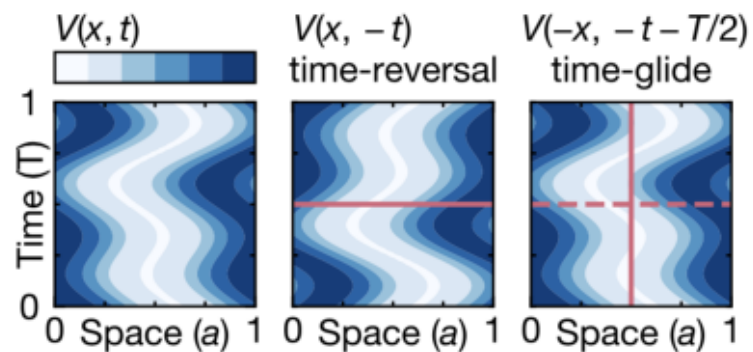 V(x, t)
V(x, −t)
time-reversal
V(−x, −t−T/2)
time-glide
1
Time (T)
0
0 Space (a) 1
0 Space (a) 1
0 Space (a) 1